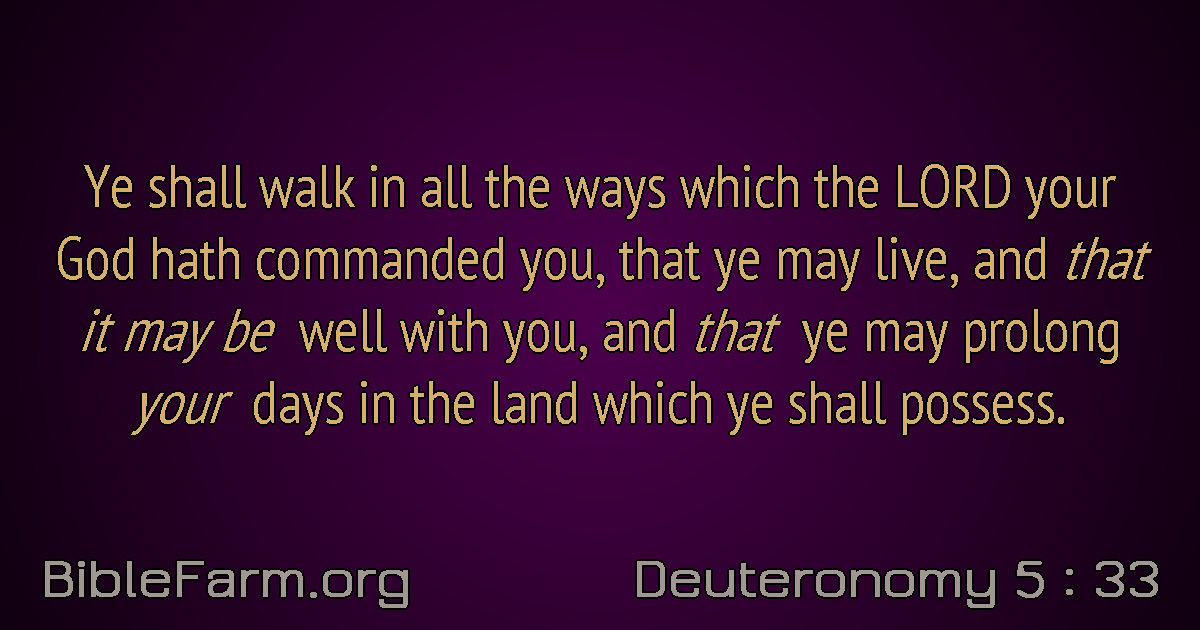 Ye shall walk in all the ways which the LORD your
God hath commanded you, that ye may live, and that
it may be well with you, and that ye may prolong
your days in the land which ye shall possess.
BibleFarm.org
Deuteronomy 5 : 33